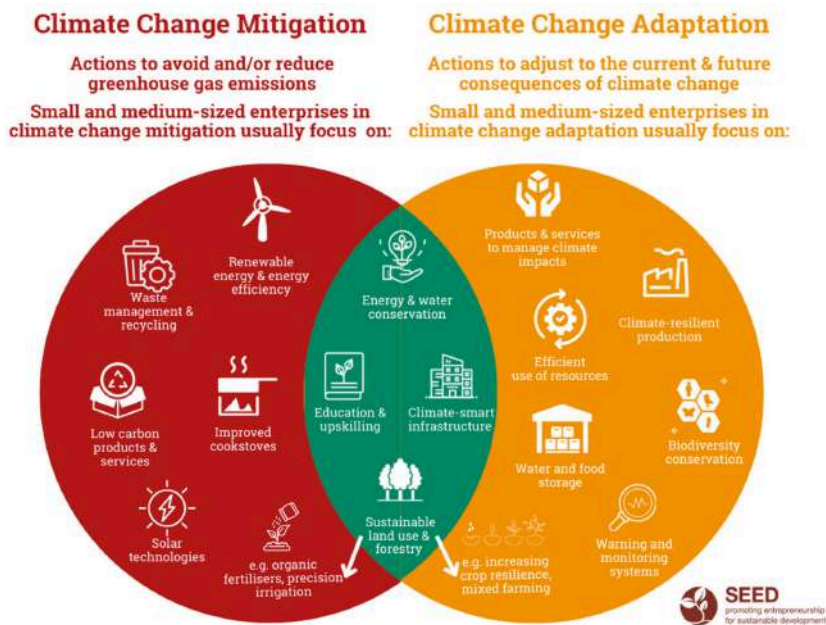 Climate Change Mitigation
Actions to avoid and/or reduce
greenhouse gas emissions
Small and medium-sized enterprises in
climate change mitigation usually focus on:
Climate Change Adaptation
Actions to adjust to the current & future
consequences of climate change
Small and medium-sized enterprises in
climate change adaptation usually focus on:
Renewable
energy & energy
efficiency
Waste
management &
recycling
Low carbon
products &
services
Improved
cookstoves
Solar
technologies
e.g. organic
fertilisers, precision
irrigation
Energy & water
conservation
Education &
upskilling
Climate-smart
infrastructure
Sustainable
land use &
forestry
Products & services
to manage climate
impacts
Climate-resilient
production
Efficient
use of resources
Biodiversity
conservation
Water and food
storage
Warning and
monitoring
systems
e.g. increasing
crop resilience,
mixed farming
SEED
promoting entrepreneurship
for sustainable development